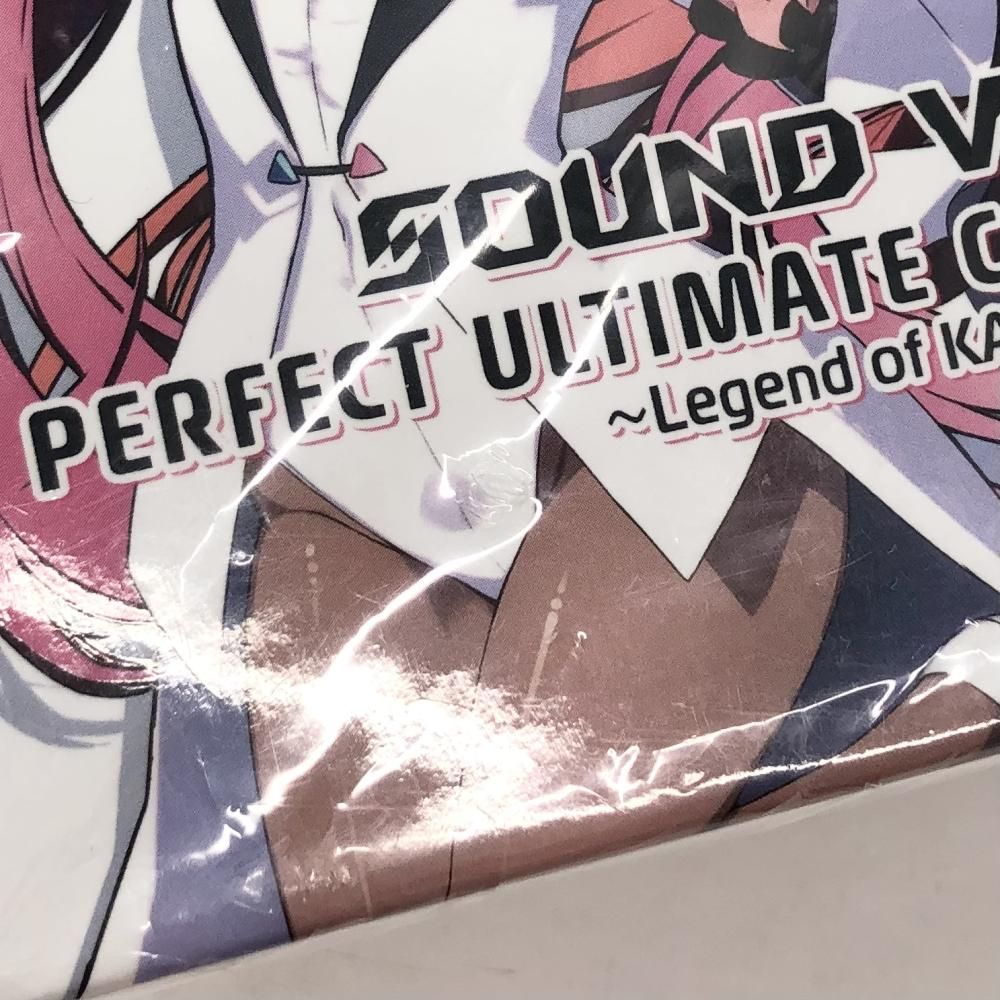 SOUND V
PERFECT ULTIMATE C
~Legend of KA